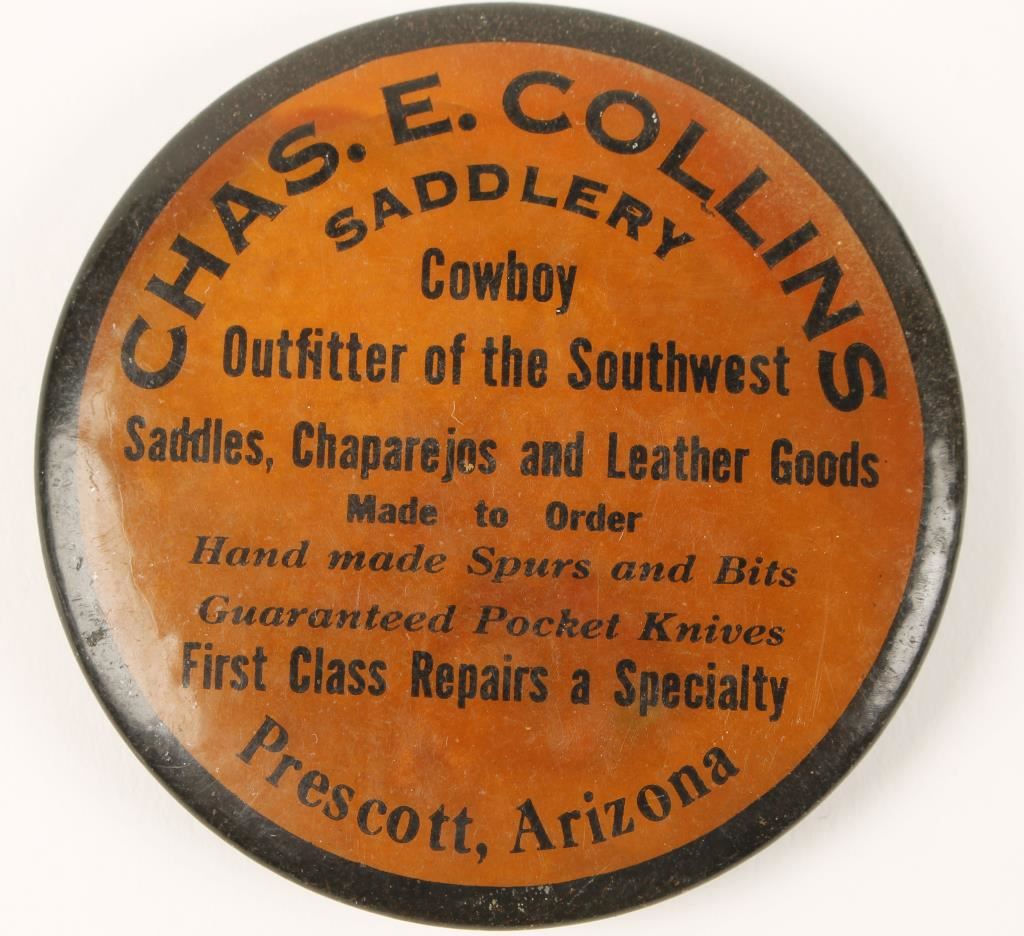 CHAS. E. COLLINS
SADDLERY
Cowboy
Outfitter of the Southwest
Saddles, Chaparejos and Leather Goods
Made to Order
Hand made Spurs and Bits
Guaranteed Pocket Knives
First Class Repairs a Specialty
Prescott, Arizona